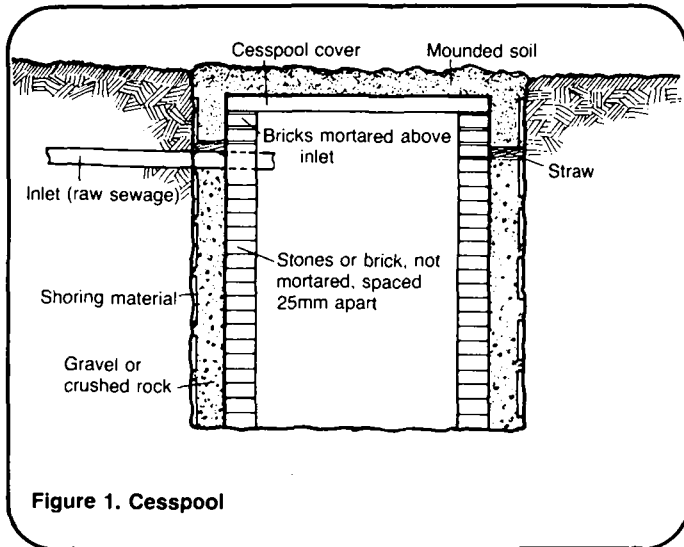 Cesspool cover
Mounded soil
Bricks mortared above
inlet
Straw
Inlet (raw sewage)
Stones or brick, not
mortared, spaced
25mm apart
Shoring material
Gravel or
crushed rock
Figure 1. Cesspool